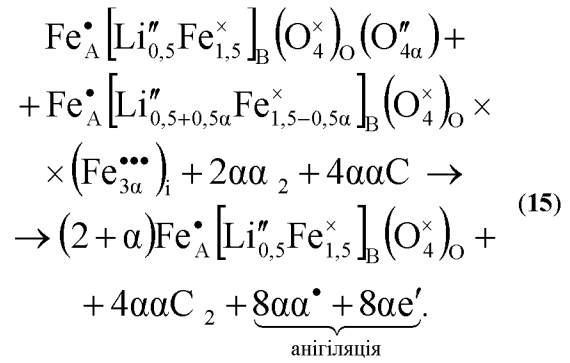 Fe•A[Li″0,5Fe×1,5]B(O×4)O(O″4α)+
+Fe•A[Li″0,5+0,5αFe×1,5−0,5α]B(O×4)O×
×(Fe•••3α)i+2αα 2+4ααC→
→(2+α)Fe•A[Li″0,5Fe×1,5]B(O×4)O+
+4ααC 2+8αα•+8αe′.
(15)
анігіляція